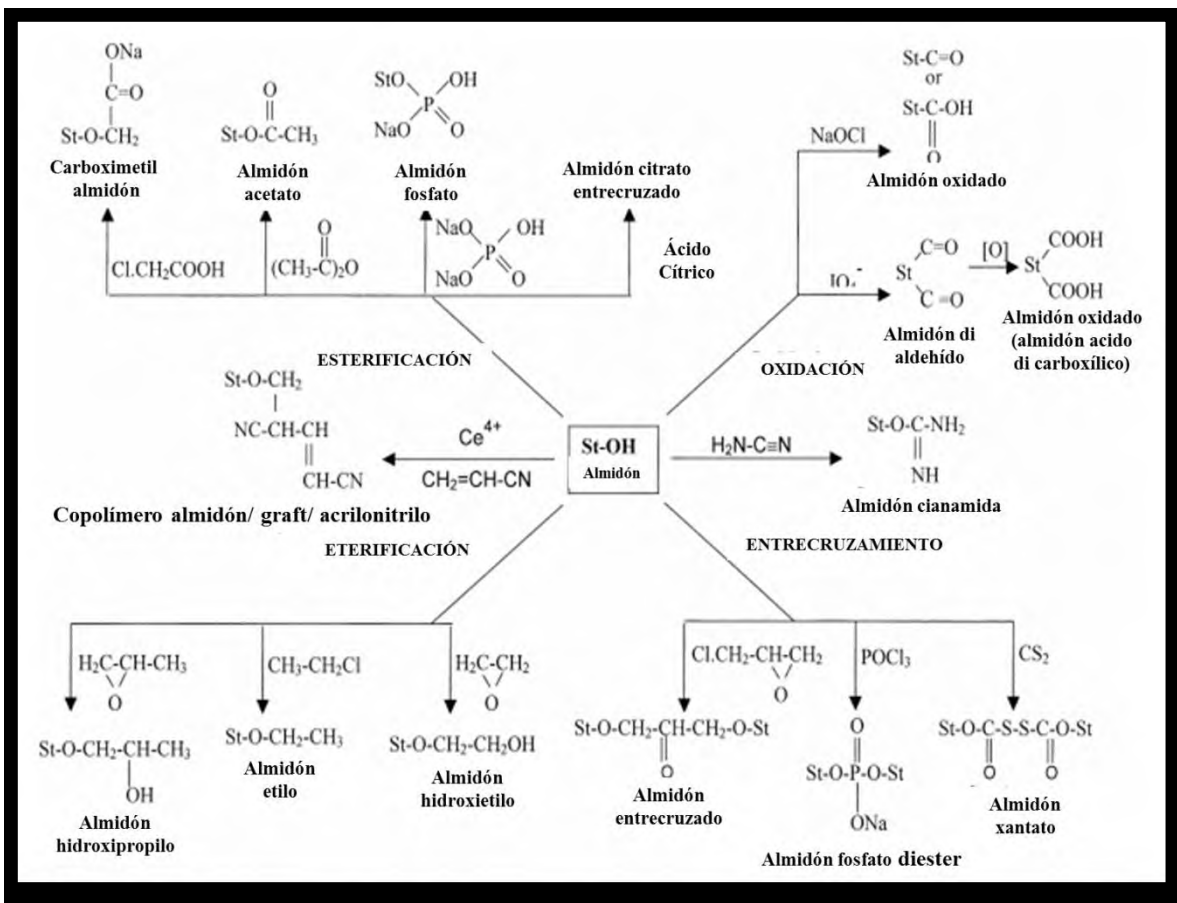 ONa
C=O
St-O-CH₂
Carboximetil
almidón
O
St-O-C-CH₃
Almidón
acetato
StO
OH
P
NaO
O
Almidón
fosfato
Almidón citrato
entrecruzado
Cl.CH₂COOH
O
(CH₃-C)₂O
NaO
OH
P
NaO
O
Ácido
Cítrico
ESTERIFICACIÓN
St-C=O
or
St-C-OH
O
NaOCl
Almidón oxidado
C=O
St
C=O
[O]
COOH
St
COOH
Almidón di
aldehído
Almidón oxidado
(almidón acido
di carboxílico)
OXIDACIÓN
St-O-CH₂
NC-CH-CH
CH-CN
Ce⁴⁺
CH₂=CH-CN
Copolímero almidón/ graft/ acrilonitrilo
St-OH
Almidón
H₂N-C≡N
St-O-C-NH₂
NH
Almidón cianamida
ETERIFICACIÓN
H₂C-CH-CH₃
O
St-O-CH₂-CH-CH₃
OH
Almidón
hidroxipropilo
CH₃-CH₂Cl
St-O-CH₂-CH₃
Almidón
etilo
H₂C-CH₂
O
St-O-CH₂-CH₂OH
Almidón
hidroxietilo
ENTRECRUZAMIENTO
Cl.CH₂-CH-CH₂
O
St-O-CH₂-CH-CH₂-O-St
O
Almidón
entrecruzado
POCl₃
O
St-O-P-O-St
ONa
Almidón fosfato diester
CS₂
St-O-C-S-S-C-O-St
O O
Almidón
xantato